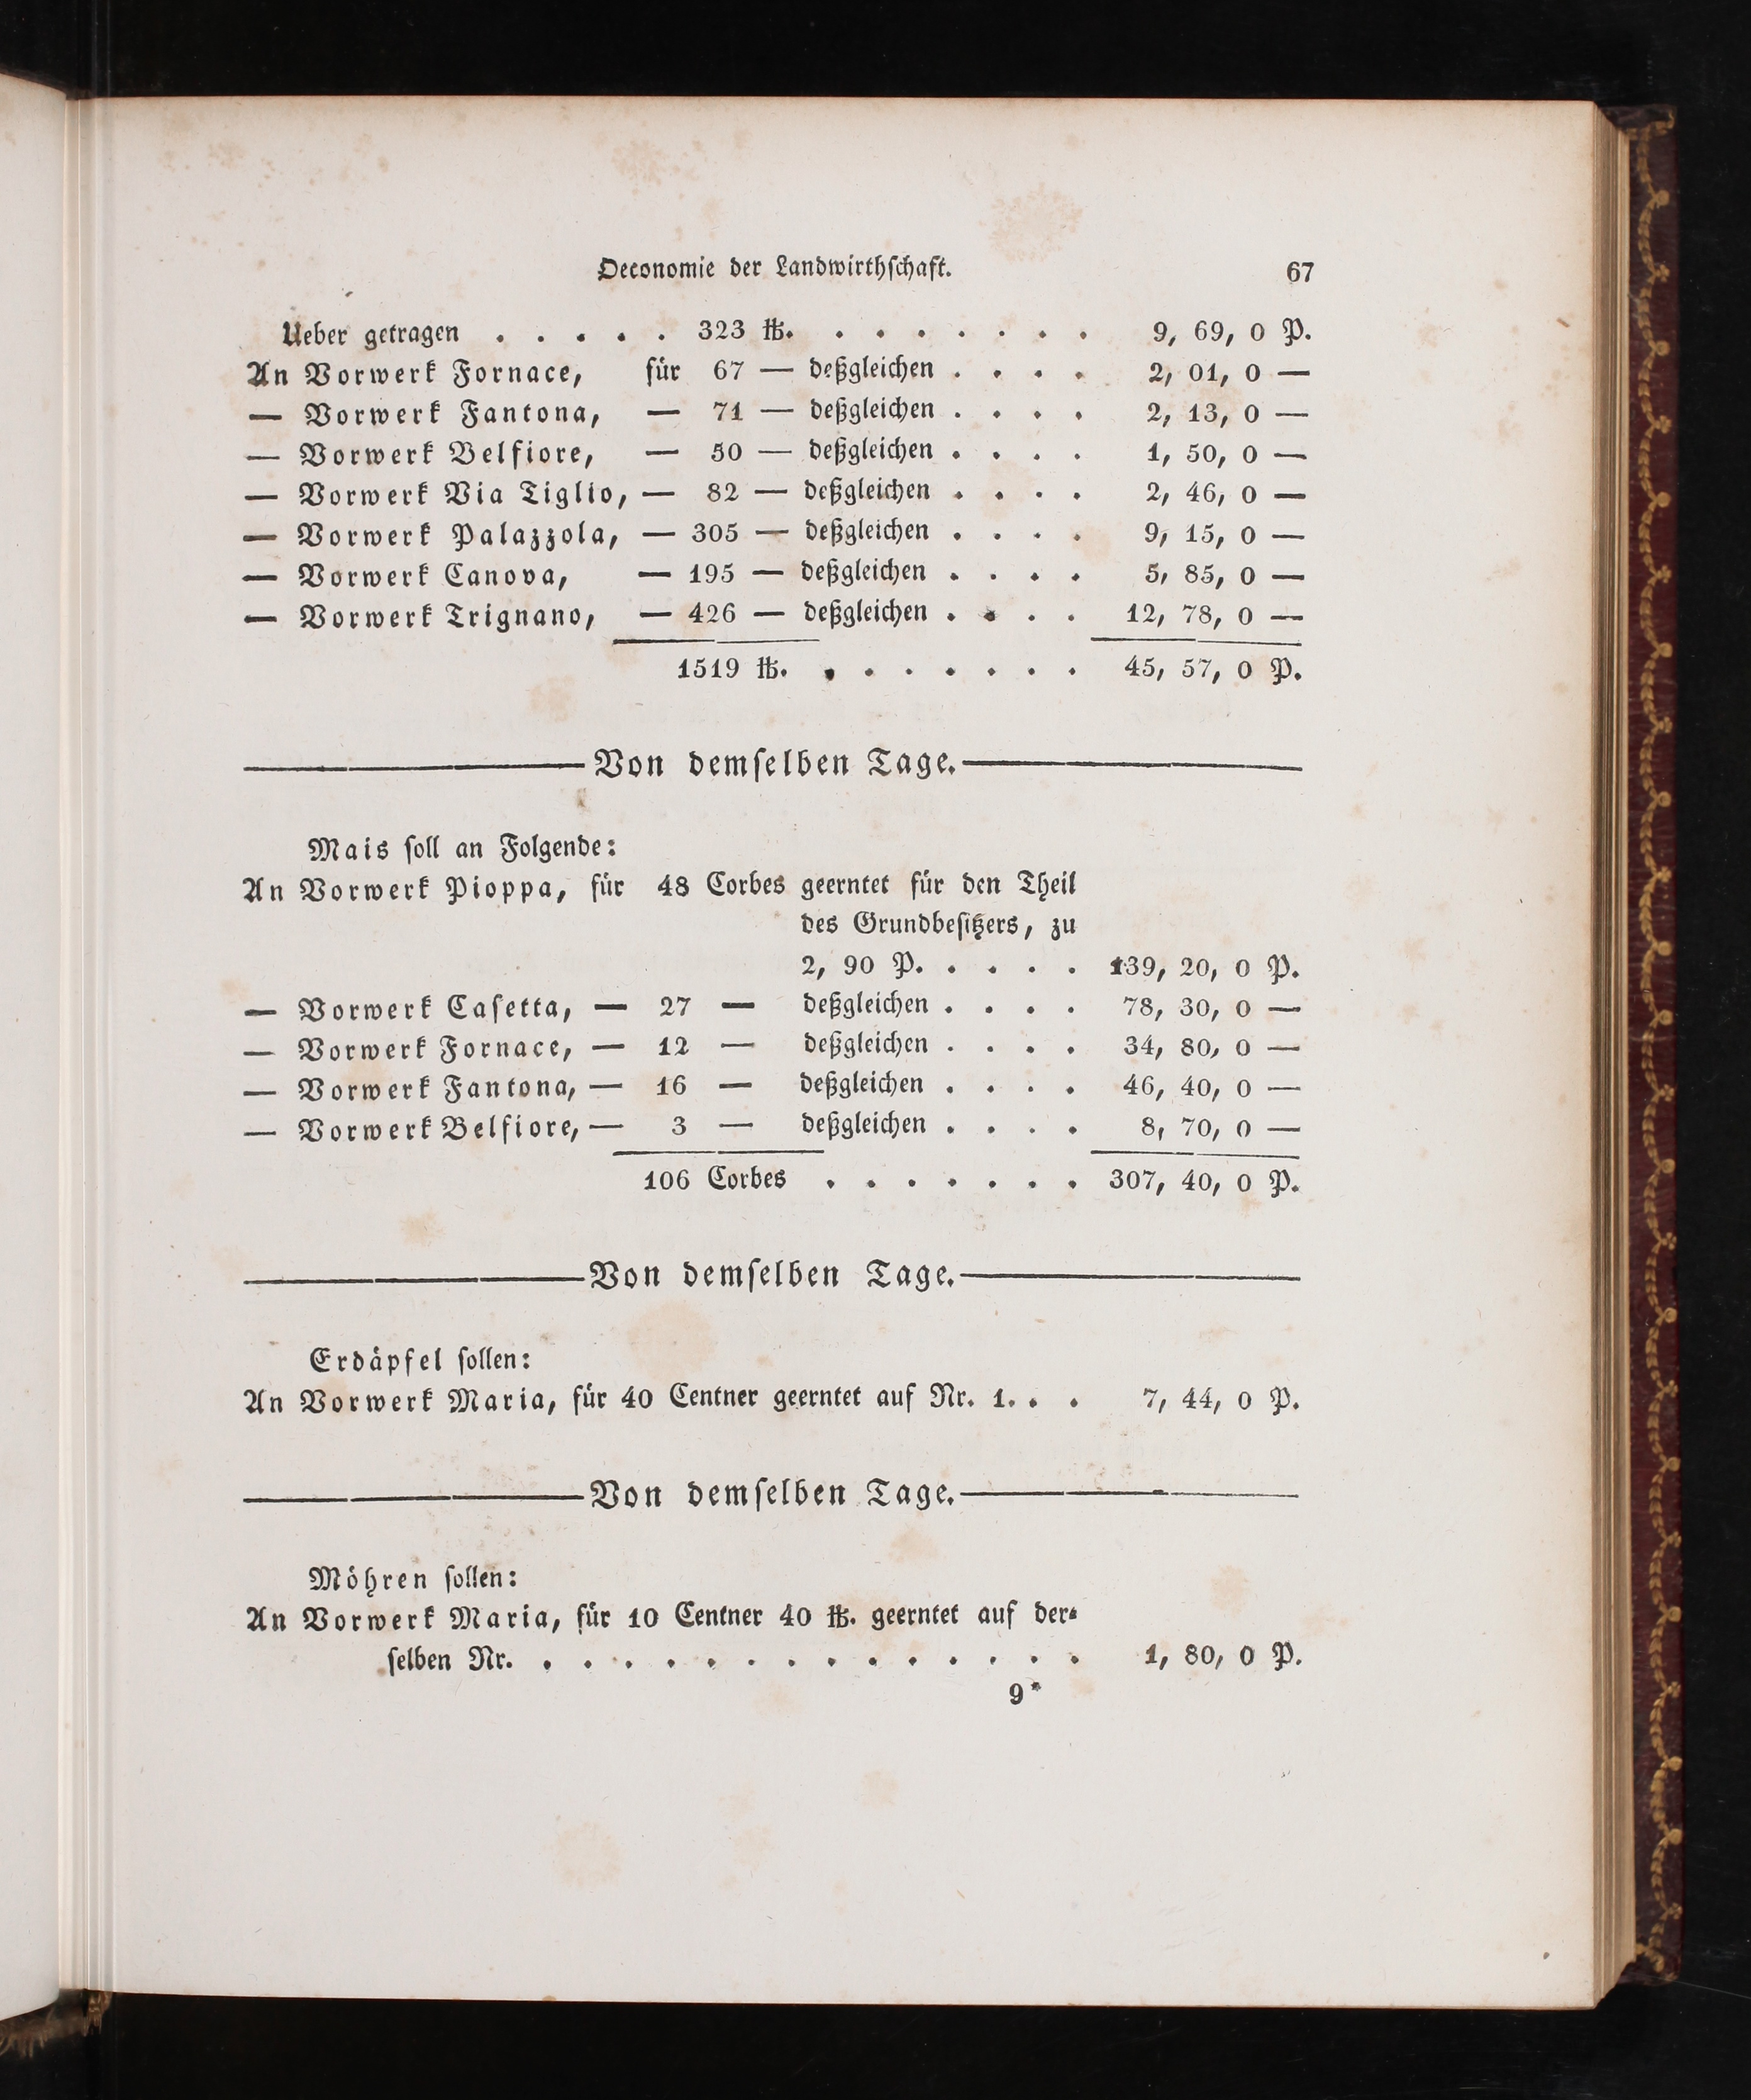 Oeconomie der Landwirthſchaft. 67
Ueber getragen . . . . . 323 ℔. . . . . . . . 9, 69, 0 P.
An Vorwerk Fornace, für 67 — deßgleichen . . . . 2, 01, 0 —
— Vorwerk Fantona, — 71 — deßgleichen . . . . 2, 13, 0 —
— Vorwerk Belfiore, — 50 — deßgleichen . . . . 1, 50, 0 —
— Vorwerk Via Tiglio, — 82 — deßgleichen . . . . 2, 46, 0 —
— Vorwerk Palazzola, — 305 — deßgleichen . . . . 9, 15, 0 —
— Vorwerk Canova, — 195 — deßgleichen . . . . 5, 85, 0 —
— Vorwerk Trignano, — 426 — deßgleichen . . . . 12, 78, 0 —
1519 ℔. . . . . . . . 45, 57, 0 P.
Von demſelben Tage.
Mais ſoll an Folgende:
An Vorwerk Pioppa, für 48 Corbes geerntet für den Theil
des Grundbeſitzers, zu
2, 90 P. . . . . 139, 20, 0 P.
— Vorwerk Caſetta, — 27 — deßgleichen . . . . 78, 30, 0 —
— Vorwerk Fornace, — 12 — deßgleichen . . . . 34, 80, 0 —
— Vorwerk Fantona, — 16 — deßgleichen . . . . 46, 40, 0 —
— Vorwerk Belfiore, — 3 — deßgleichen . . . . 8, 70, 0 —
106 Corbes . . . . . . . 307, 40, 0 P.
Von demſelben Tage.
Erdäpfel ſollen:
An Vorwerk Maria, für 40 Centner geerntet auf Nr. 1. . . 7, 44, 0 P.
Von demſelben Tage.
Möhren ſollen:
An Vorwerk Maria, für 10 Centner 40 ℔. geerntet auf der⸗
ſelben Nr. . . . . . . . . . . . . . . 1, 80, 0 P.
9*